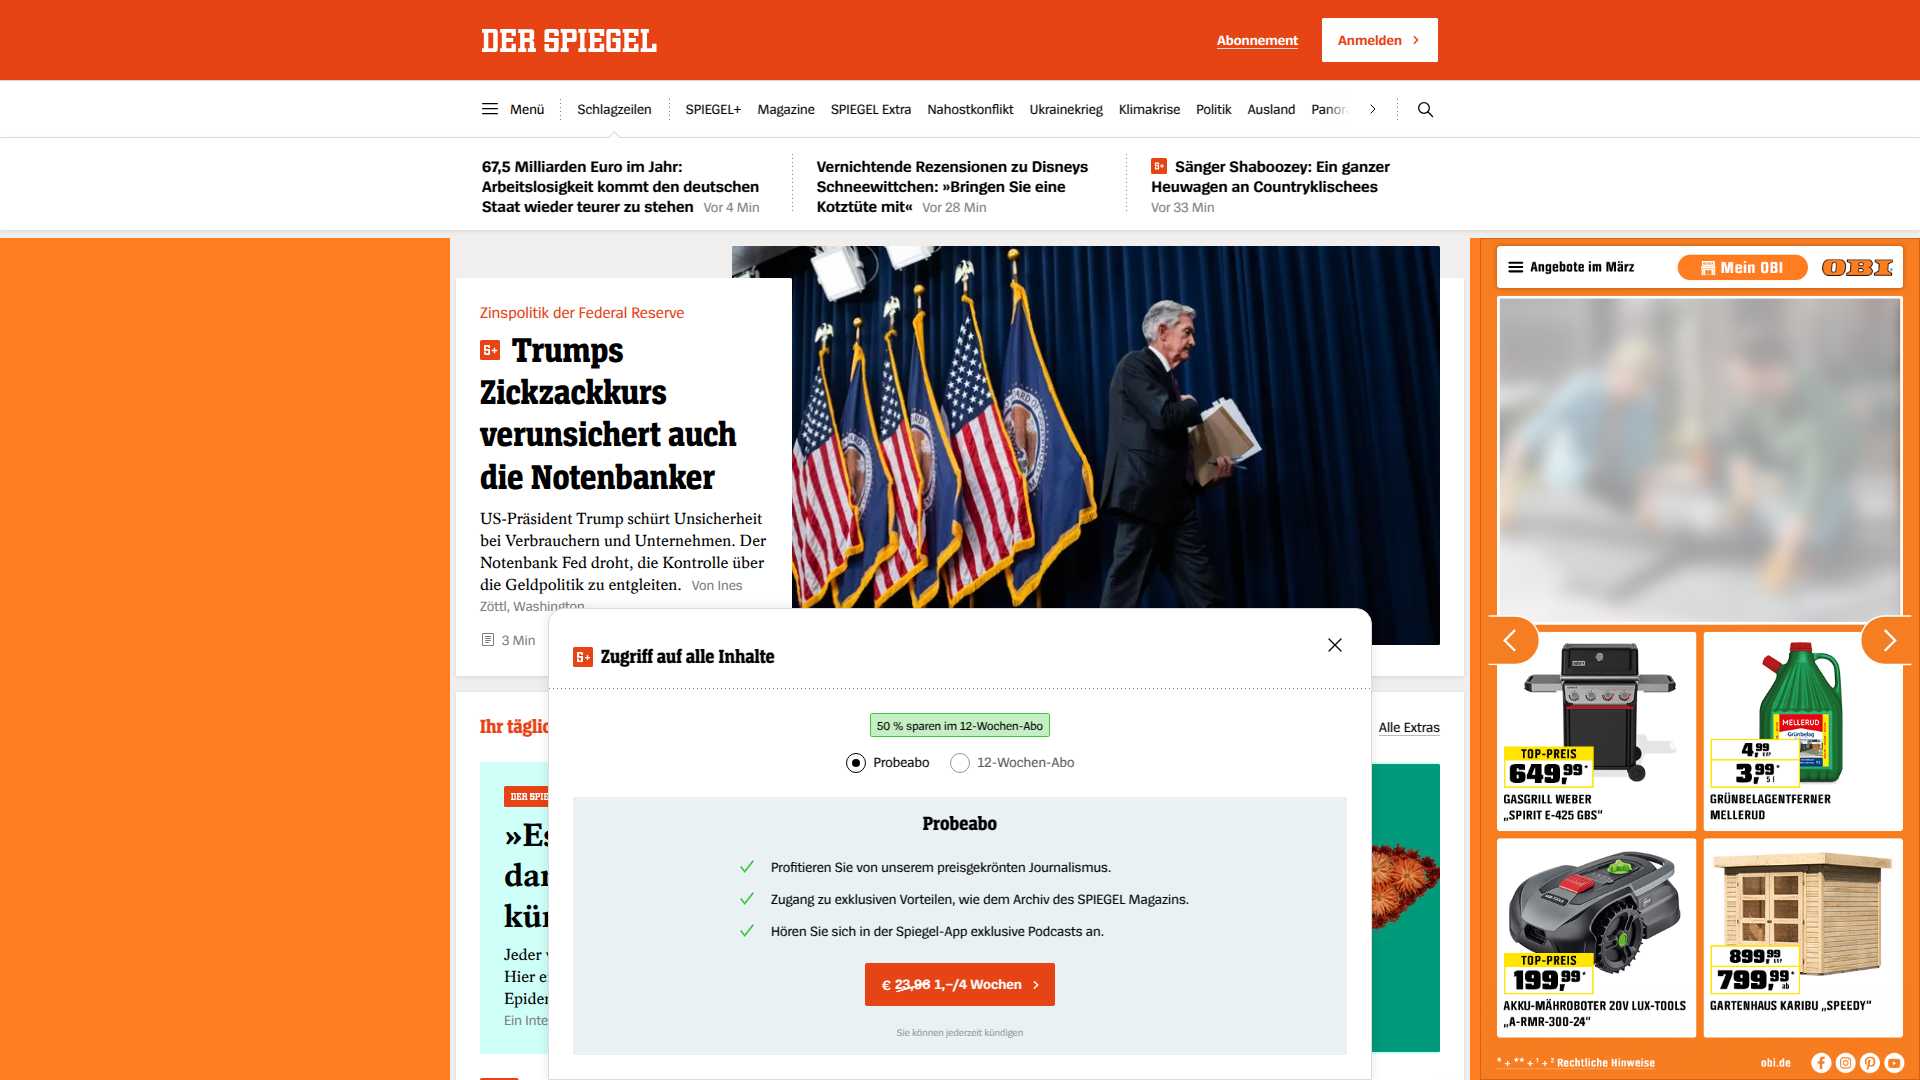 DER SPIEGEL
Abonnement
Anmelden
Menü
Schlagzeilen
SPIEGEL+
Magazine
SPIEGEL Extra
Nahostkonflikt
Ukrainekrieg
Klimakrise
Politik
Ausland
Panor
67,5 Milliarden Euro im Jahr:
Arbeitslosigkeit kommt den deutschen
Staat wieder teurer zu stehen Vor 4 Min
Vernichtende Rezensionen zu Disneys
Schneewittchen: »Bringen Sie eine
Kotztüte mit« Vor 28 Min
S+ Sänger Shaboozey: Ein ganzer
Heuwagen an Countryklischees
Vor 33 Min
Zinspolitik der Federal Reserve
S+ Trumps
Zickzackkurs
verunsichert auch
die Notenbanker
US-Präsident Trump schürt Unsicherheit
bei Verbrauchern und Unternehmen. Der
Notenbank Fed droht, die Kontrolle über
die Geldpolitik zu entgleiten. Von Ines
Zöttl, Washington
3 Min
Ihr täglic
Alle Extras
DER SPIE
»Es
dar
kün
Jeder v
Hier e
Epider
Ein Inte
S+ Zugriff auf alle Inhalte
50 % sparen im 12-Wochen-Abo
Probeabo
12-Wochen-Abo
Probeabo
Profitieren Sie von unserem preisgekrönten Journalismus.
Zugang zu exklusiven Vorteilen, wie dem Archiv des SPIEGEL Magazins.
Hören Sie sich in der Spiegel-App exklusive Podcasts an.
€ 23,96 1,–/4 Wochen
Sie können jederzeit kündigen
Angebote im März
Mein OBI
OBI
TOP-PREIS
649,99*
GASGRILL WEBER
„SPIRIT E-425 GBS“
MELLERUD
Grünbelag
4,99 UVP
3,99* 5 l
GRÜNBELAGENTFERNER
MELLERUD
TOP-PREIS
199,99*
AKKU-MÄHROBOTER 20V LUX-TOOLS
„A-RMR-300-24“
899,99 UVP
799,99* ab
GARTENHAUS KARIBU „SPEEDY“
* + ** + ¹ + ² Rechtliche Hinweise
obi.de